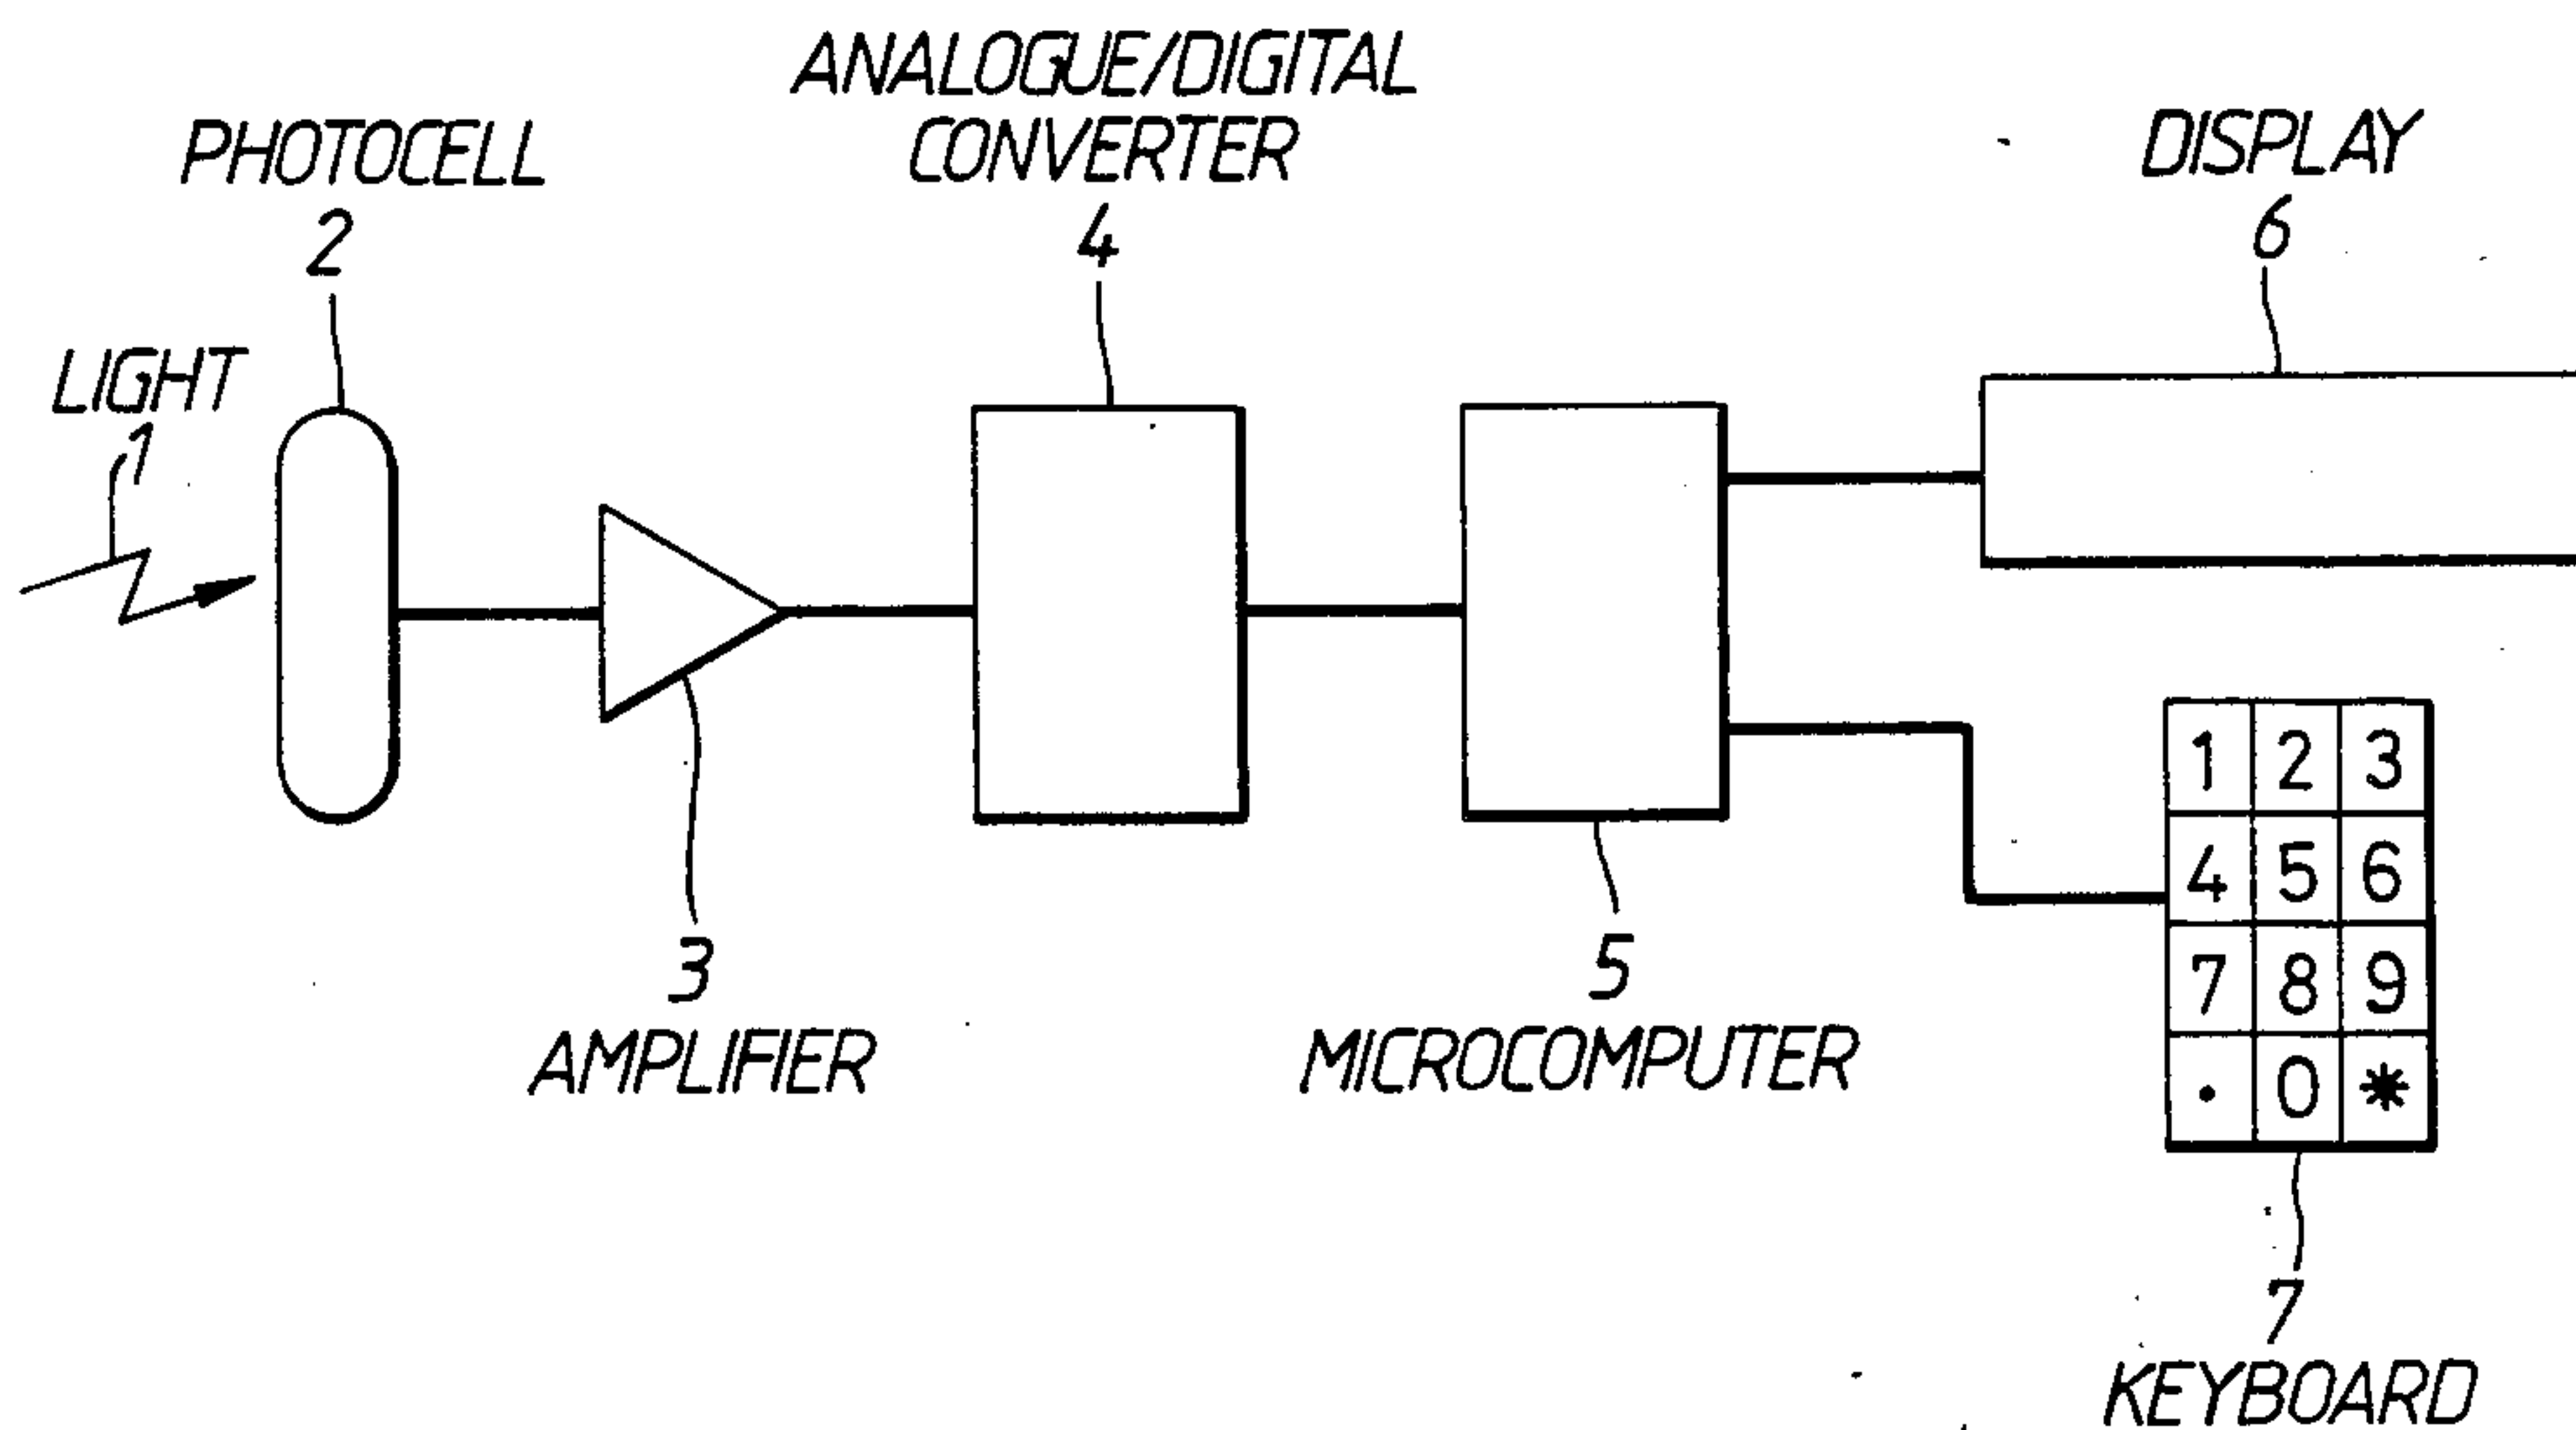 ANALOGUE/DIGITAL
CONVERTER
4
PHOTOCELL
2
DISPLAY
6
LIGHT
1
3
AMPLIFIER
5
MICROCOMPUTER
1 2 3
4 5 6
7 8 9
. 0 *
7
KEYBOARD